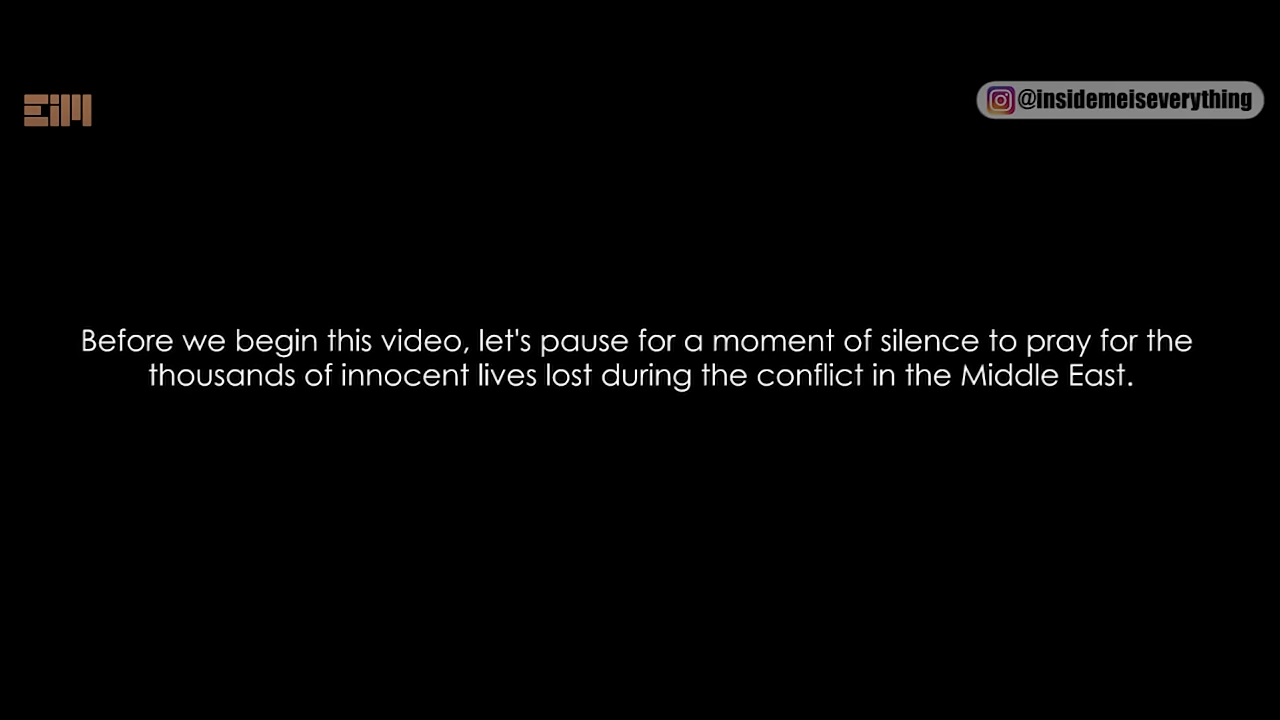 EiM
@insidemeiseverything
Before we begin this video, let's pause for a moment of silence to pray for the
thousands of innocent lives lost during the conflict in the Middle East.